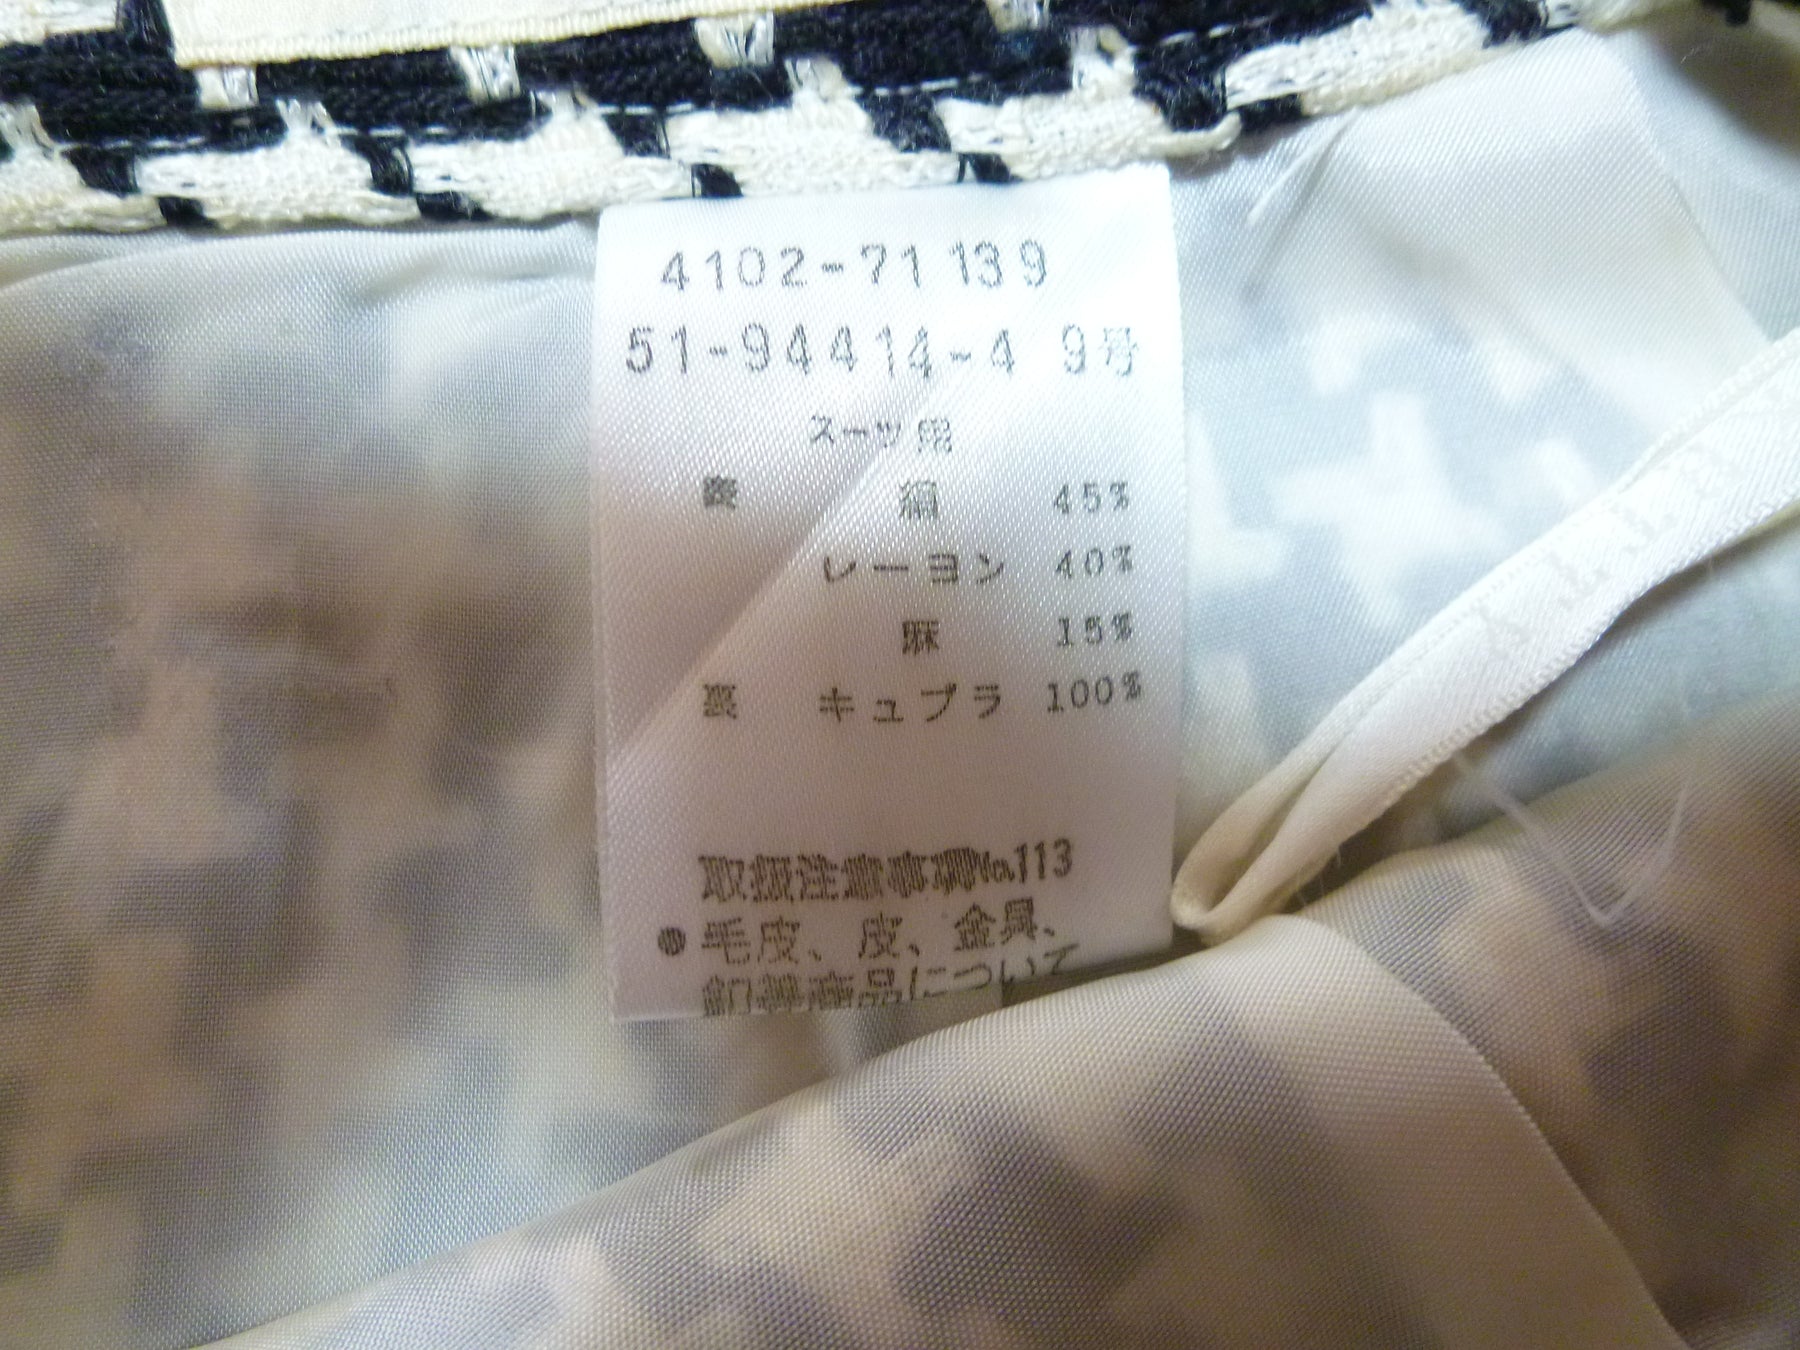 4102-71139
51-94414-4 9号
スーツ用
表 絹 45%
レーヨン 40%
麻 15%
裏 キュプラ 100%
取扱注意事項No.113
●毛皮、皮、金具、
釦等商品について